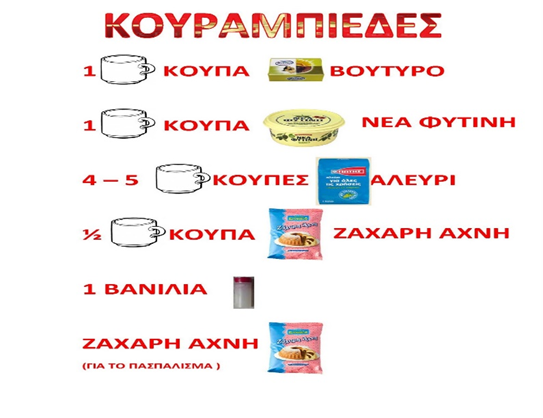 ΚΟΥΡΑΜΠΙΕΔΕΣ
1 ΚΟΥΠΑ ΒΟΥΤΥΡΟ
1 ΚΟΥΠΑ ΝΕΑ ΦΥΤΙΝΗ
4 – 5 ΚΟΥΠΕΣ ΑΛΕΥΡΙ
½ ΚΟΥΠΑ ΖΑΧΑΡΗ ΑΧΝΗ
1 ΒΑΝΙΛΙΑ
ΖΑΧΑΡΗ ΑΧΝΗ
(ΓΙΑ ΤΟ ΠΑΣΠΑΛΙΣΜΑ )